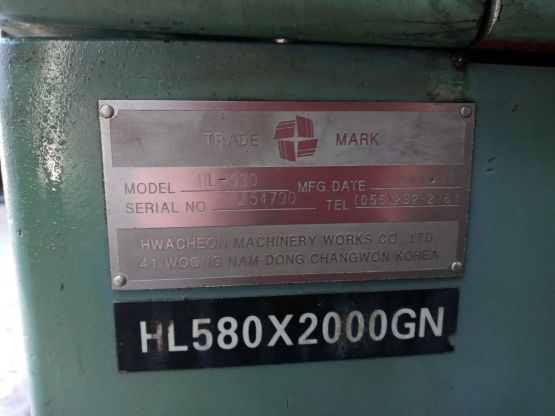 TRADE MARK
MODEL HL-580 MFG. DATE
SERIAL NO. Z54790 TEL. (055)282-2161
HWACHEON MACHINERY WORKS CO., LTD.
41 WOONG NAM-DONG CHANGWON KOREA
HL580X2000GN